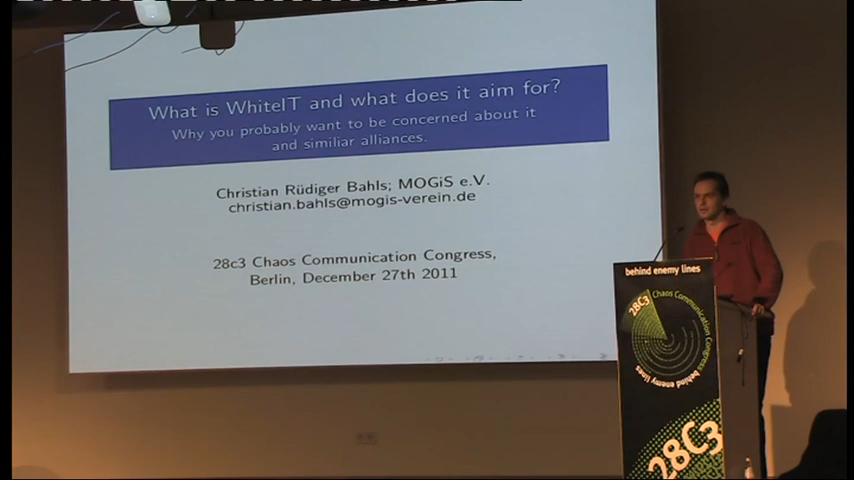 What is WhiteIT and what does it aim for?
Why you probably want to be concerned about it
and similiar alliances.
Christian Rüdiger Bahls; MOGiS e.V.
christian.bahls@mogis-verein.de
28c3 Chaos Communication Congress,
Berlin, December 27th 2011
behind enemy lines
28C3 Chaos Communication Congress behind enemy lines
28C3